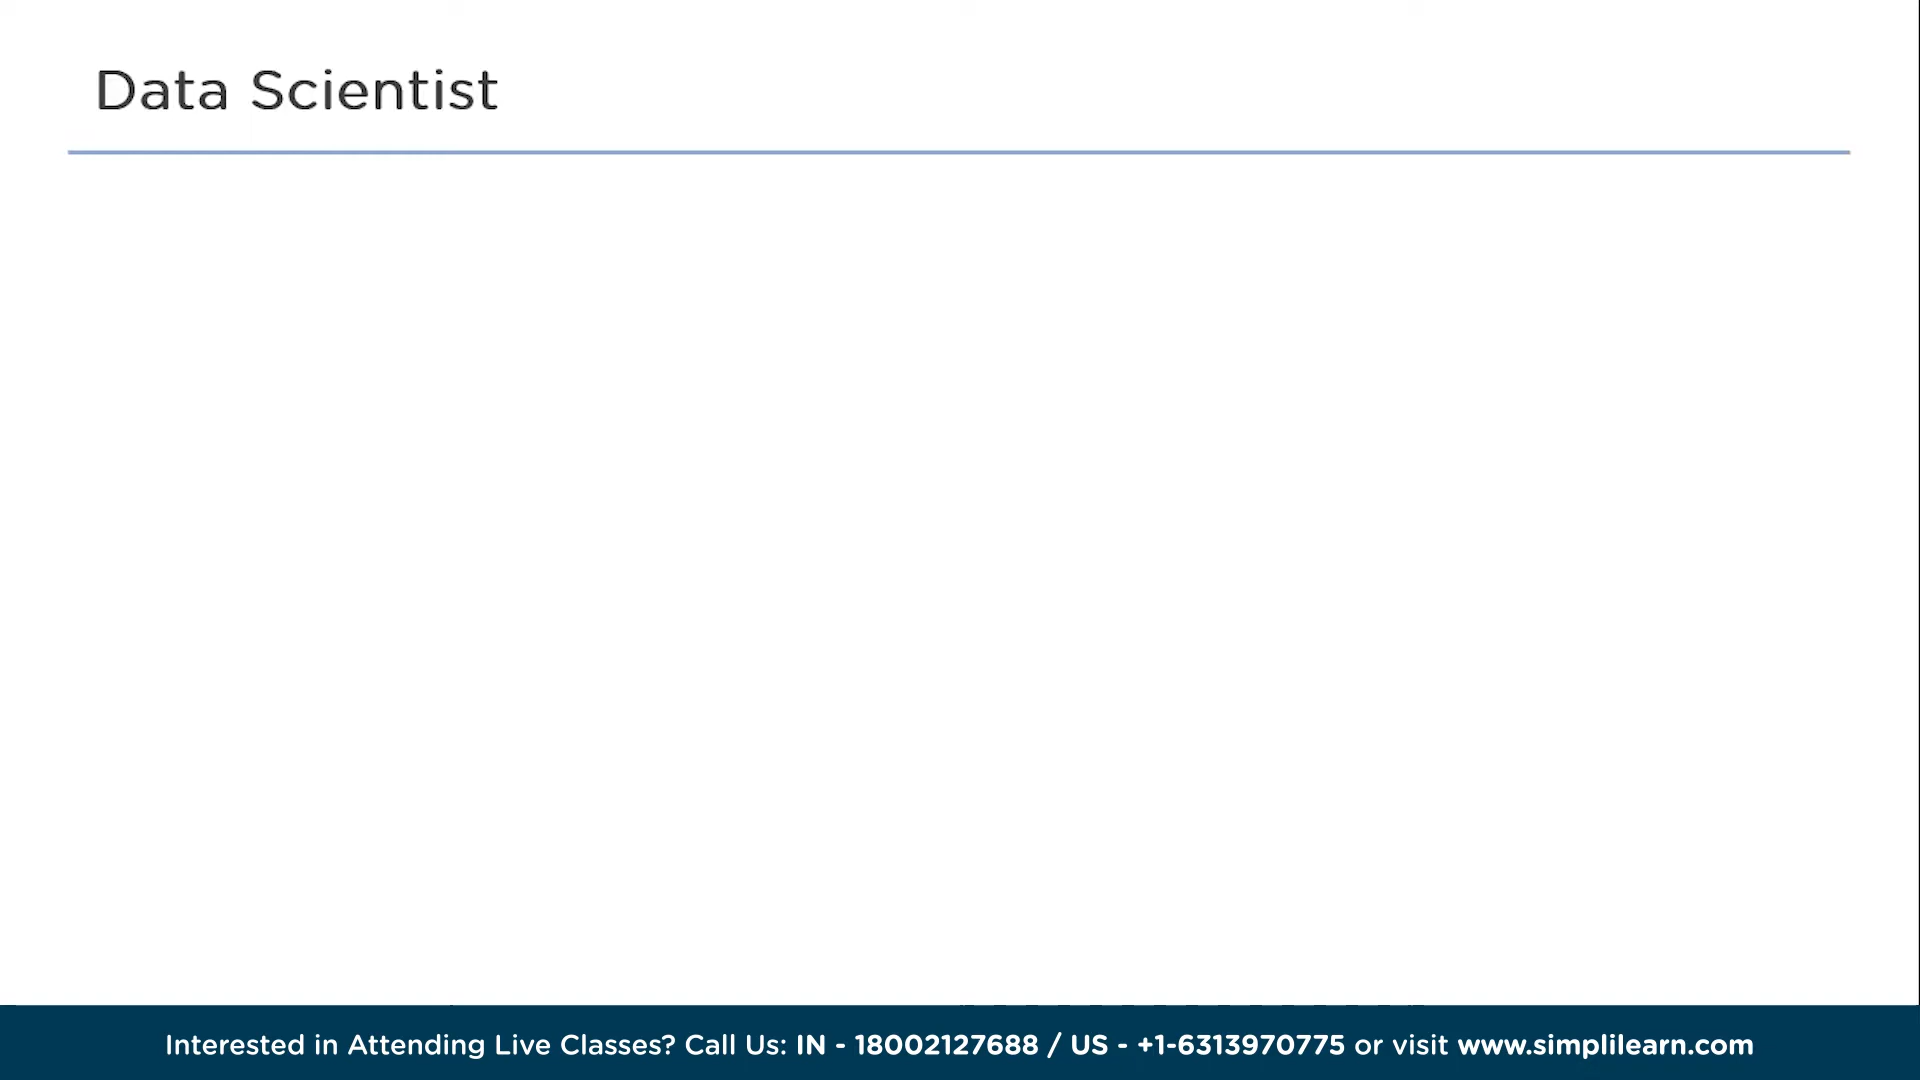 Data Scientist
Interested in Attending Live Classes? Call Us: IN - 18002127688 / US - +1-6313970775 or visit www.simplilearn.com